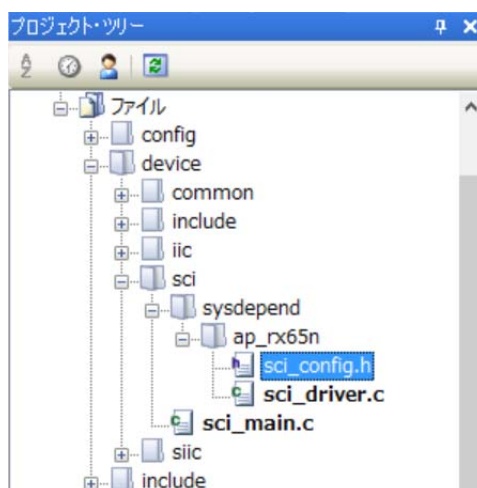 プロジェクト・ツリー
ファイル
config
device
common
include
iic
sci
sysdepend
ap_rx65n
sci_config.h
sci_driver.c
sci_main.c
siic
include